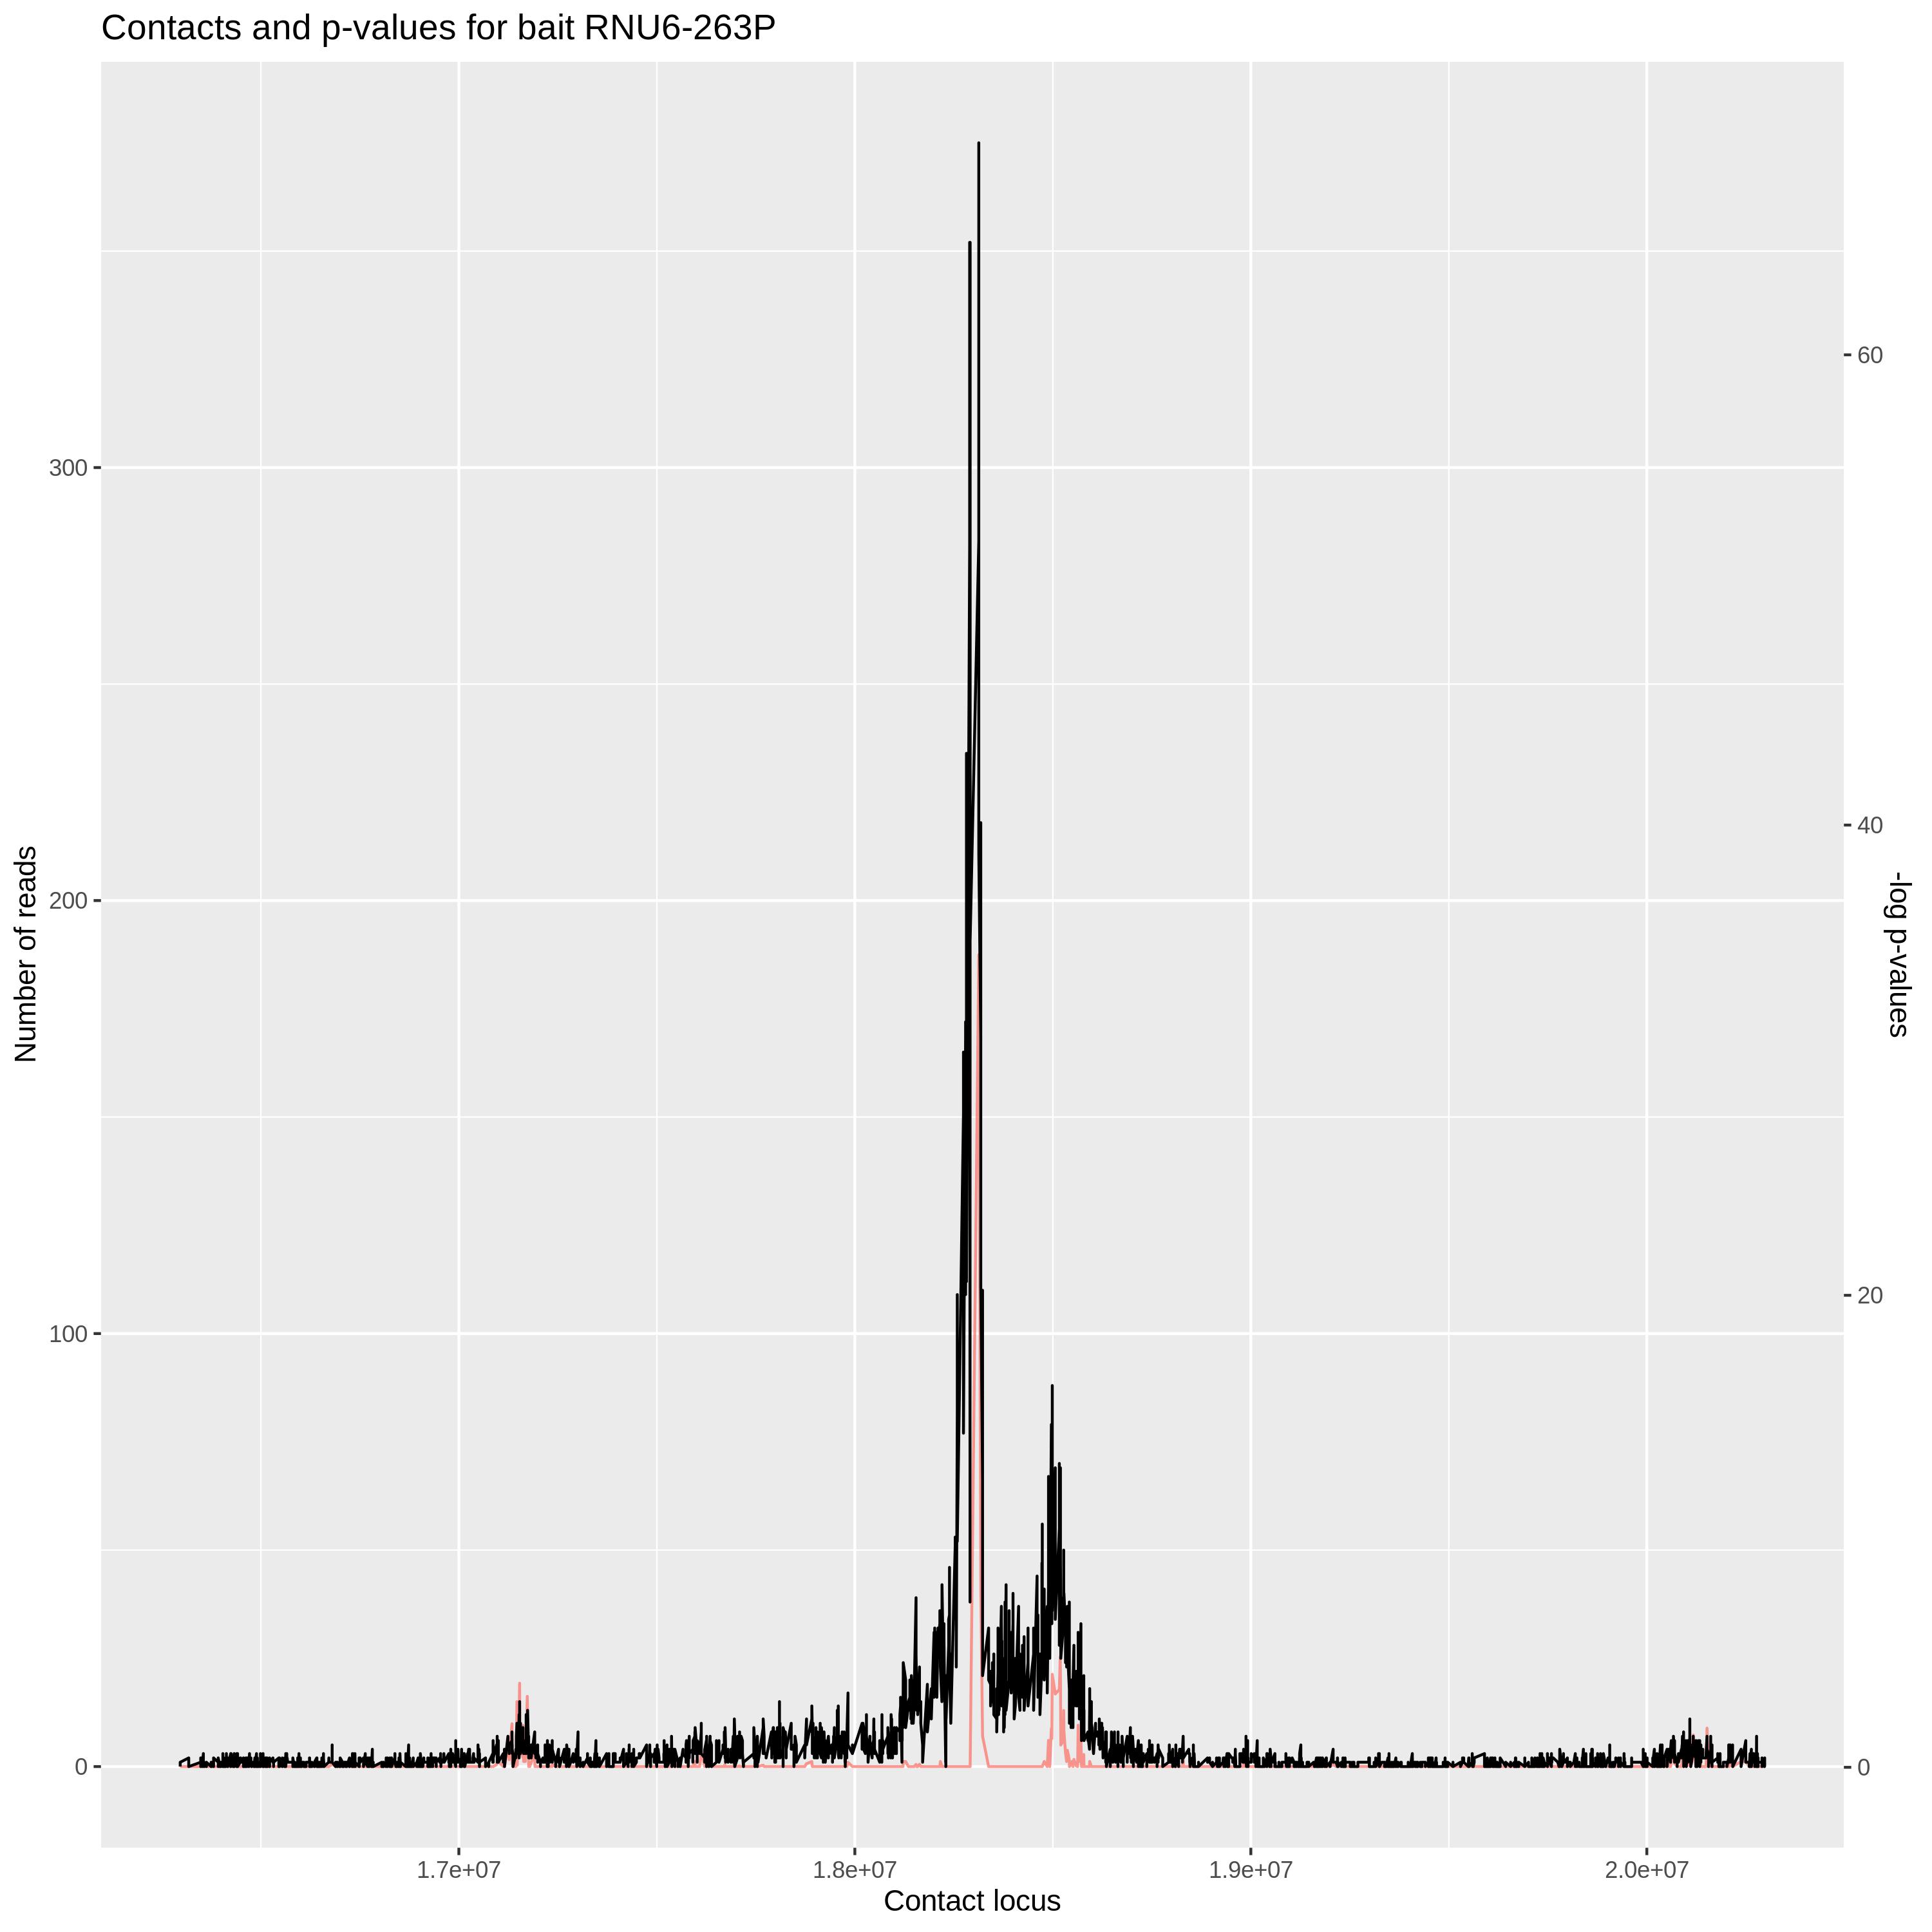 Contacts and p-values for bait RNU6-263P
Number of reads
300
200
100
0
60
40
20
0
-log p-values
1.7e+07
1.8e+07
1.9e+07
2.0e+07
Contact locus